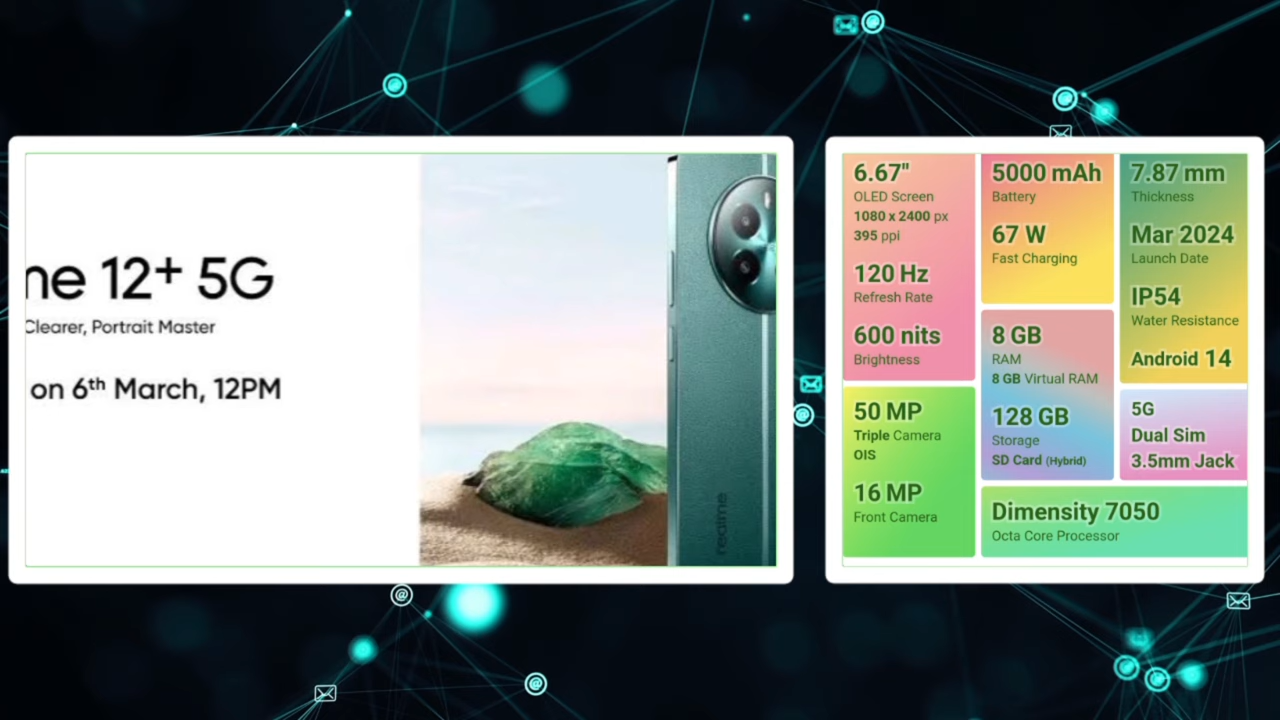 ne 12+ 5G
Clearer, Portrait Master
on 6th March, 12PM
realme
6.67"
OLED Screen
1080 x 2400 px
395 ppi
120 Hz
Refresh Rate
600 nits
Brightness
50 MP
Triple Camera
OIS
16 MP
Front Camera
5000 mAh
Battery
67 W
Fast Charging
8 GB
RAM
8 GB Virtual RAM
128 GB
Storage
SD Card (Hybrid)
7.87 mm
Thickness
Mar 2024
Launch Date
IP54
Water Resistance
Android 14
5G
Dual Sim
3.5mm Jack
Dimensity 7050
Octa Core Processor